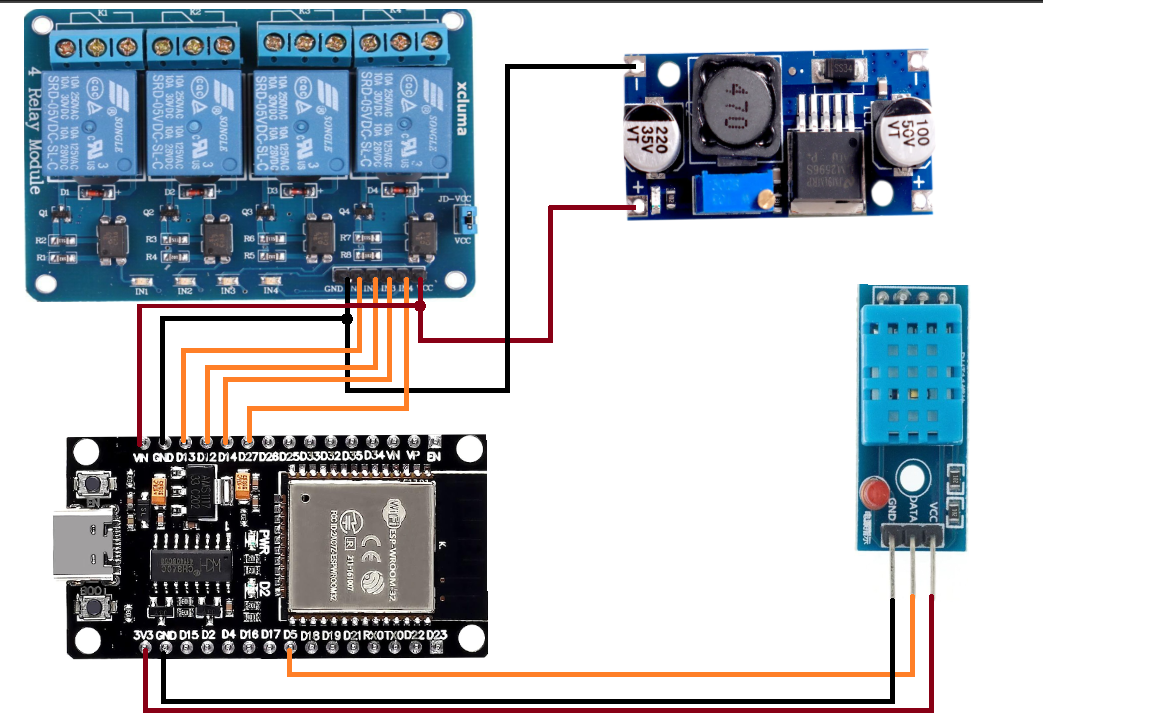 K1 K2 K3 K4
4 Relay Module
xcluma
SONGLE
10A 250VAC 10A 125VAC
10A 30VDC 10A 28VDC
SRD-05VDC-SL-C
SONGLE
10A 250VAC 10A 125VAC
10A 30VDC 10A 28VDC
SRD-05VDC-SL-C
SONGLE
10A 250VAC 10A 125VAC
10A 30VDC 10A 28VDC
SRD-05VDC-SL-C
SONGLE
10A 250VAC 10A 125VAC
10A 30VDC 10A 28VDC
SRD-05VDC-SL-C
D1 D2 D3 D4
JD-VCC
VCC
Q1 Q2 Q3 Q4
R2 R3 R6 R7
R1 R4 R5 R8
IN1 IN2 IN3 IN4
GND
VCC
470
SS34
220
35V
VT
100
50V
VT
- +
+
GND DATA VCC
VIN GND D13 D12 D14 D27 D26 D25 D33 D32 D35 D34 VN VP EN
EN
BOOT
PWR
D2
WiFi
ESP-WROOM-32
CE
R
3V3 GND D15 D2 D4 D16 D17 D5 D18 D19 D21 RX0 TX0 D22 D23